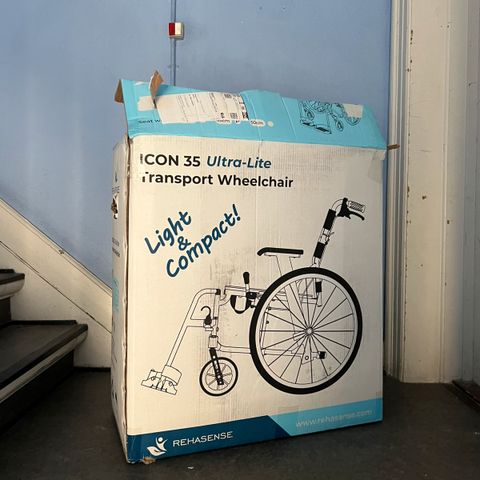 ICON 35 Ultra-Lite
Transport Wheelchair
Light
&
Compact!
REHASENSE
www.rehasense.com